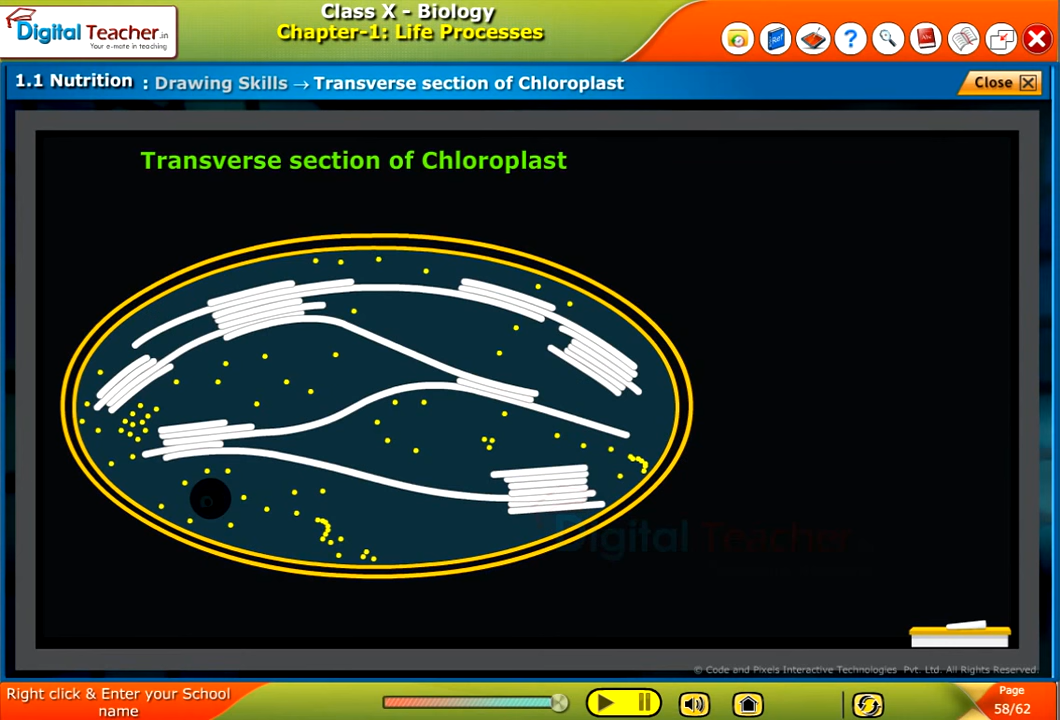 Digital Teacher.in
Your e-mate in teaching
Class X - Biology
Chapter-1: Life Processes
1.1 Nutrition : Drawing Skills → Transverse section of Chloroplast
Close
Transverse section of Chloroplast
Digital Teacher.in
© Code and Pixels Interactive Technologies Pvt. Ltd. All Rights Reserved.
Right click & Enter your School
name
Page
58/62